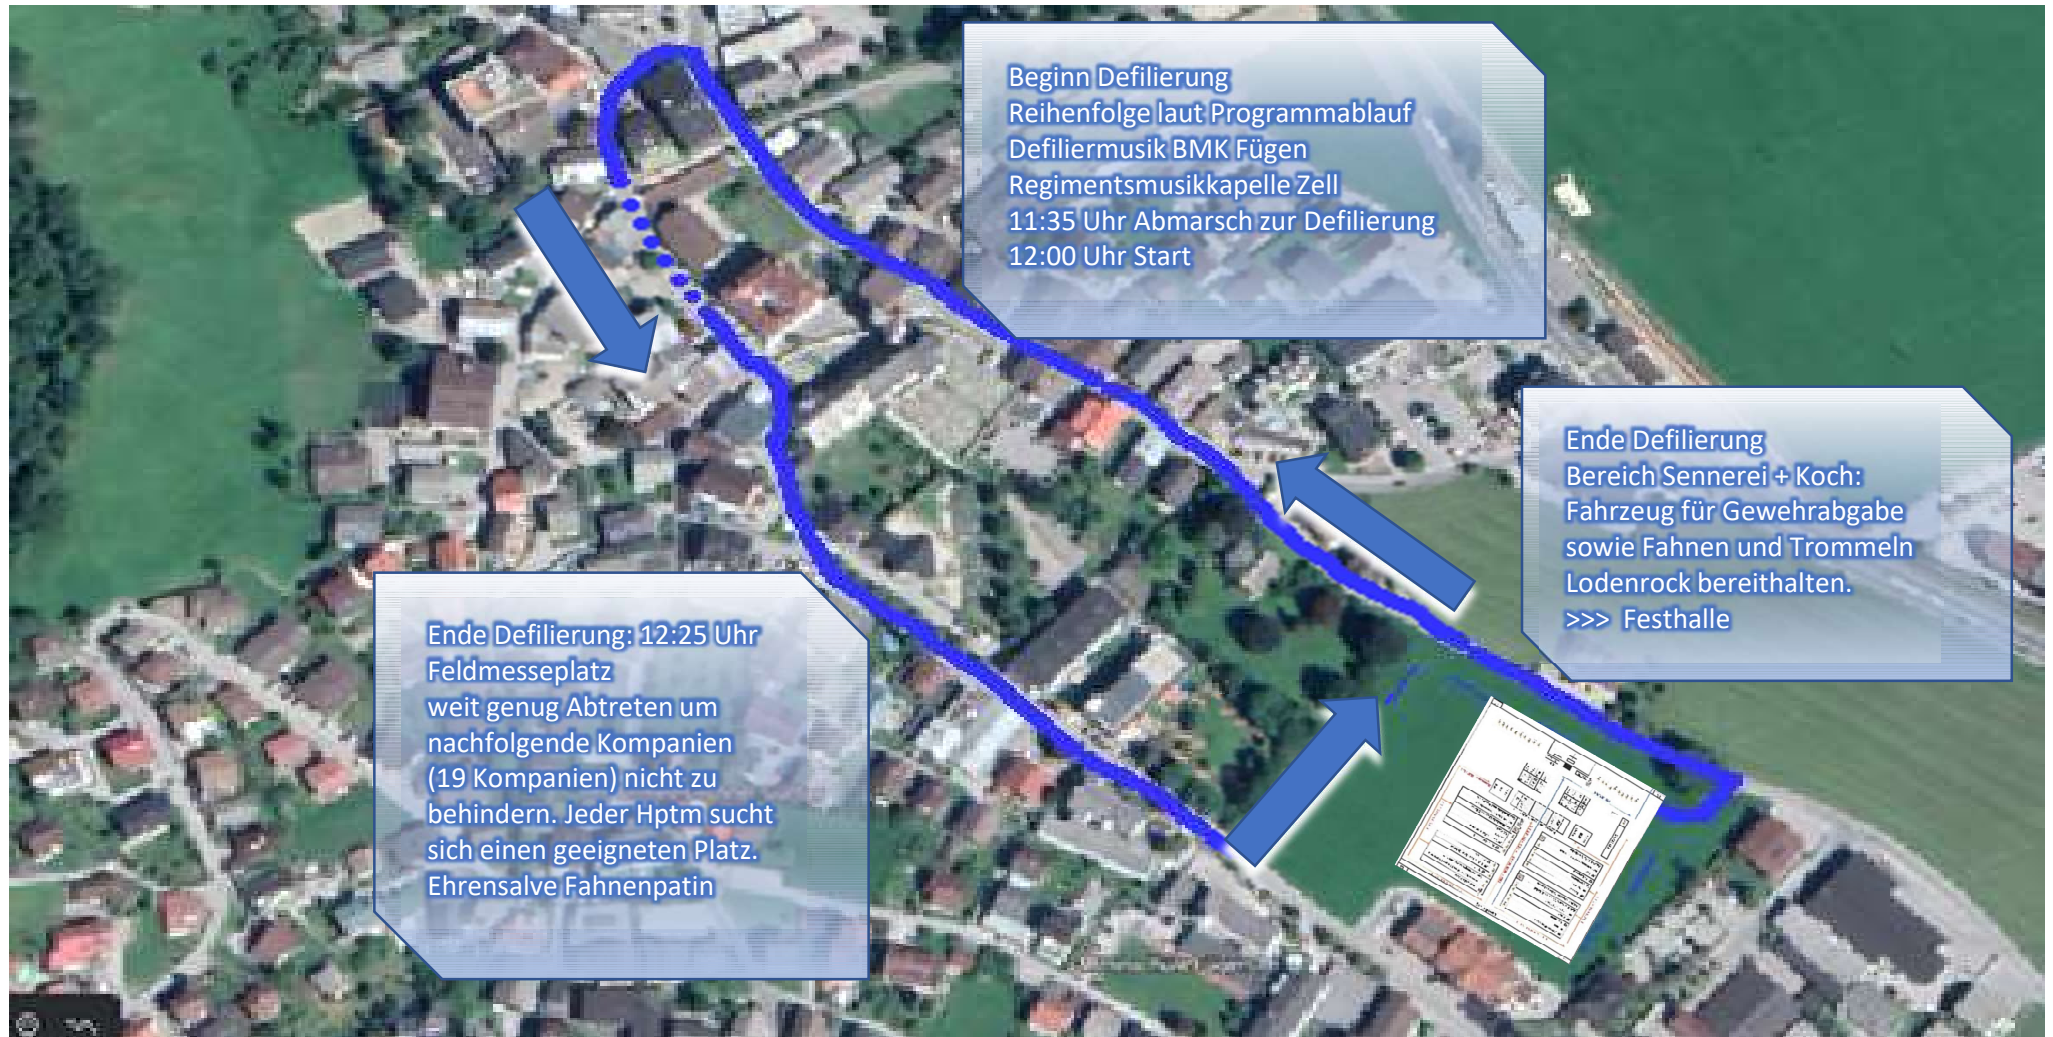 Beginn Defilierung
Reihenfolge laut Programmablauf
Defiliermusik BMK Fügen
Regimentsmusikkapelle Zell
11:35 Uhr Abmarsch zur Defilierung
12:00 Uhr Start
Ende Defilierung
Bereich Sennerei + Koch:
Fahrzeug für Gewehrabgabe
sowie Fahnen und Trommeln
Lodenrock bereithalten.
>>> Festhalle
Ende Defilierung: 12:25 Uhr
Feldmesseplatz
weit genug Abtreten um
nachfolgende Kompanien
(19 Kompanien) nicht zu
behindern. Jeder Hptm sucht
sich einen geeigneten Platz.
Ehrensalve Fahnenpatin